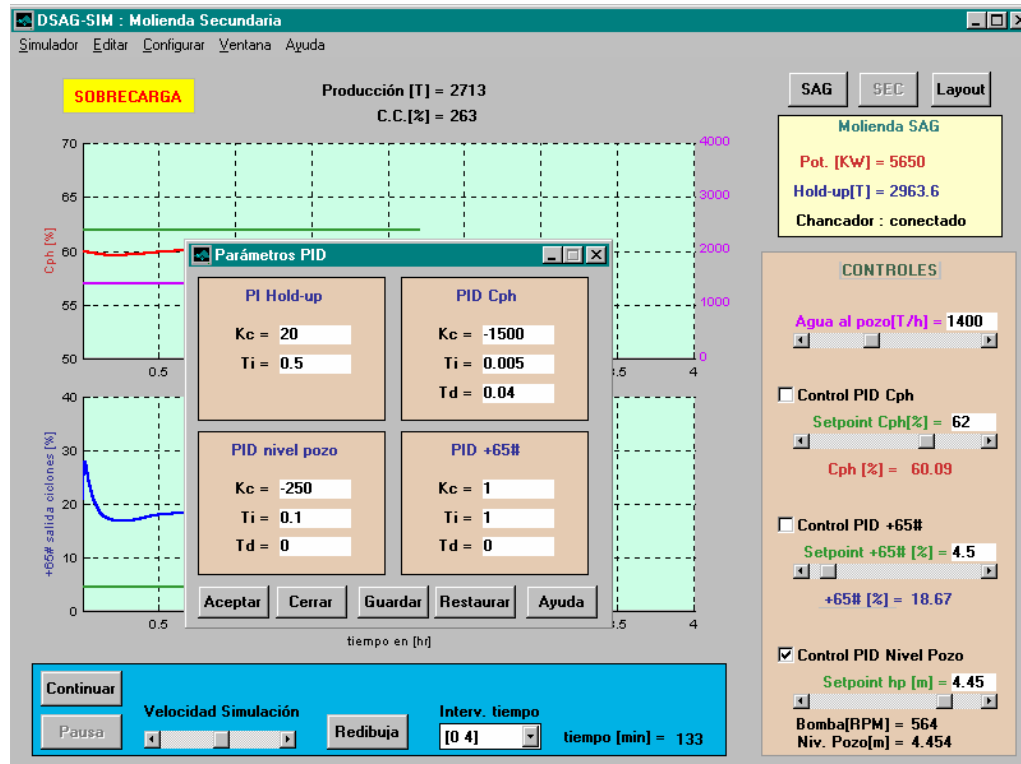 DSAG-SIM : Molienda Secundaria
Simulador Editar Configurar Ventana Ayuda
SOBRECARGA
Producción [T] = 2713
C.C.[%] = 263
SAG SEC Layout
Molienda SAG
Pot. [KW] = 5650
Hold-up[T] = 2963.6
Chancador : conectado
70
65
60
55
50
Cph [%]
4000
3000
2000
1000
0
0.5
.5
4
40
30
20
10
0
+65# salida ciclones [%]
0.5
.5
4
tiempo en [hr]
Parámetros PID
PI Hold-up
Kc = 20
Ti = 0.5
PID Cph
Kc = -1500
Ti = 0.005
Td = 0.04
PID nivel pozo
Kc = -250
Ti = 0.1
Td = 0
PID +65#
Kc = 1
Ti = 1
Td = 0
Aceptar Cerrar Guardar Restaurar Ayuda
CONTROLES
Agua al pozo[T/h] = 1400
Control PID Cph
Setpoint Cph[%] = 62
Cph [%] = 60.09
Control PID +65#
Setpoint +65# [%] = 4.5
+65# [%] = 18.67
Control PID Nivel Pozo
Setpoint hp [m] = 4.45
Bomba[RPM] = 564
Niv. Pozo[m] = 4.454
Continuar
Pausa
Velocidad Simulación
Redibuja
Interv. tiempo
[0 4]
tiempo [min] = 133